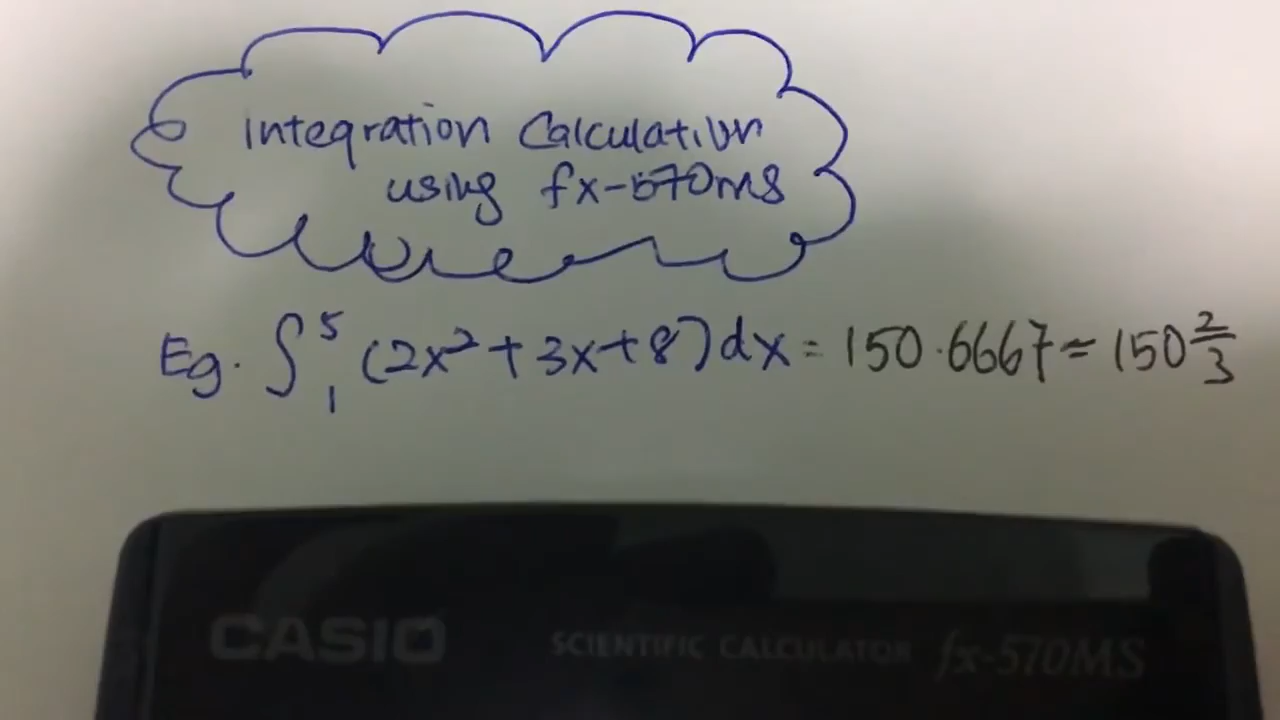 integration Calculation
using fx-570ms
Eg. ∫₁⁵ (2x²+3x+8)dx = 150.6667 ≈ 150 2/3
CASIO SCIENTIFIC CALCULATOR fx-570MS